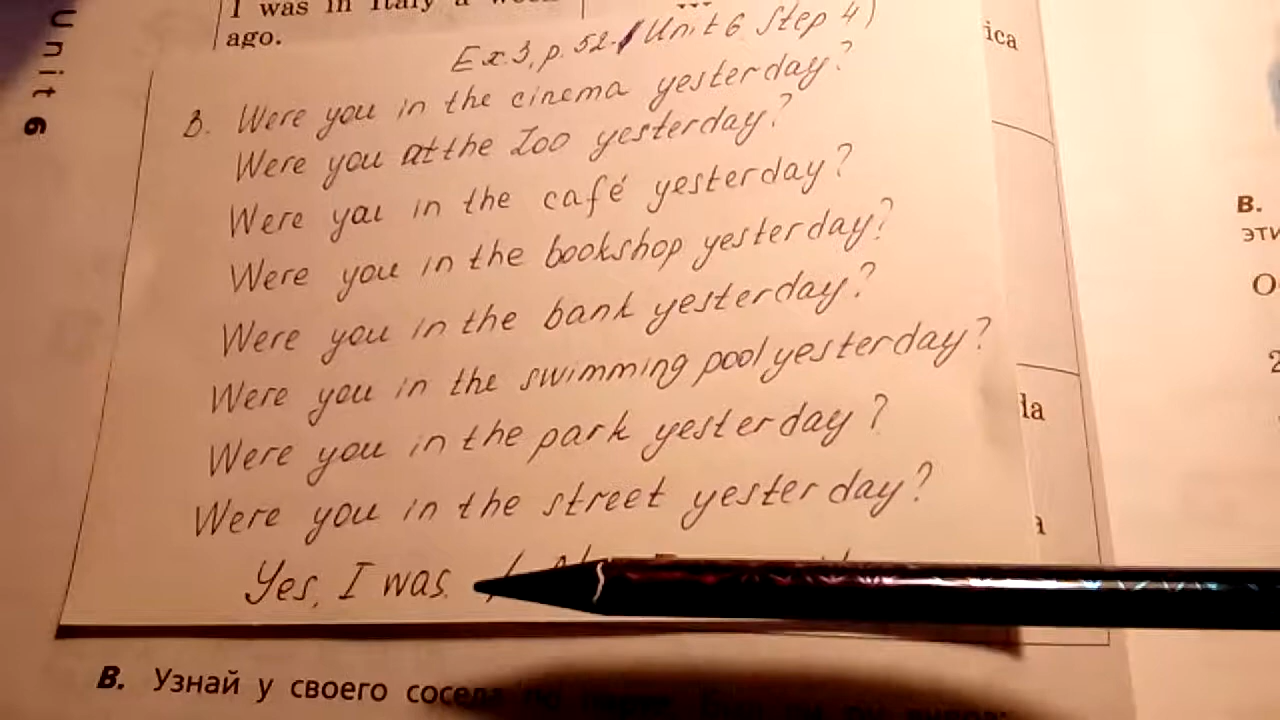 Unit 6
I was in Italy a
ago.
ica
Ex. 3, p. 52. (Unit 6 Step 4)
B. Were you in the cinema yesterday?
Were you at the Zoo yesterday?
Were you in the café yesterday?
Were you in the bookshop yesterday?
Were you in the bank yesterday?
Were you in the swimming pool yesterday?
Were you in the park yesterday?
Were you in the street yesterday?
Yes, I was.
B. Узнай у своего соседа
B.
эти
la
a
2